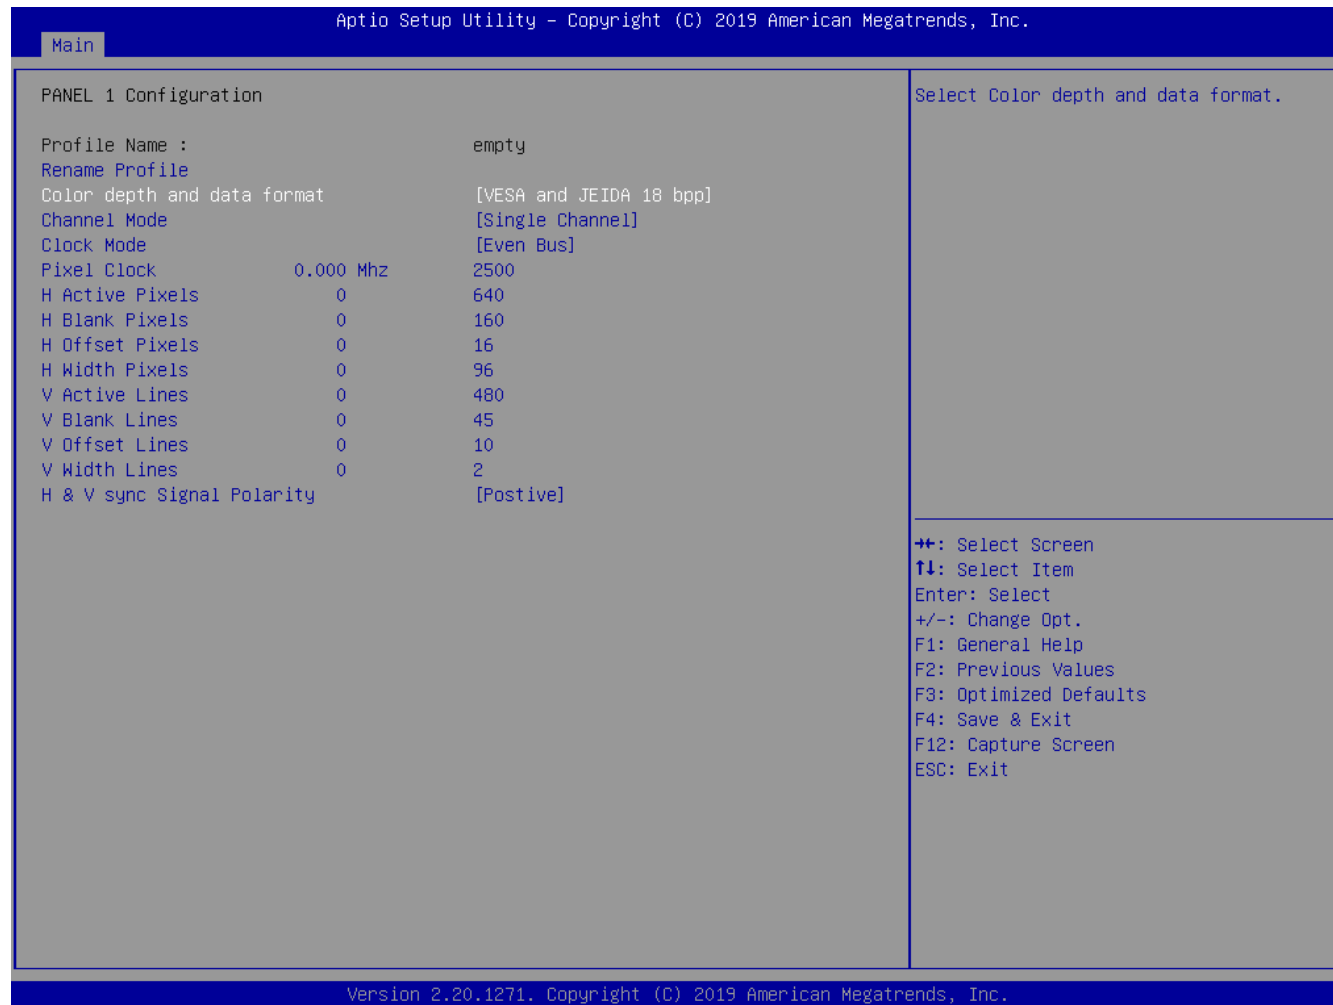 Aptio Setup Utility – Copyright (C) 2019 American Megatrends, Inc.
Main
PANEL 1 Configuration
Profile Name : empty
Rename Profile
Color depth and data format [VESA and JEIDA 18 bpp]
Channel Mode [Single Channel]
Clock Mode [Even Bus]
Pixel Clock 0.000 Mhz 2500
H Active Pixels 0 640
H Blank Pixels 0 160
H Offset Pixels 0 16
H Width Pixels 0 96
V Active Lines 0 480
V Blank Lines 0 45
V Offset Lines 0 10
V Width Lines 0 2
H & V sync Signal Polarity [Postive]
Select Color depth and data format.
→←: Select Screen
↑↓: Select Item
Enter: Select
+/-: Change Opt.
F1: General Help
F2: Previous Values
F3: Optimized Defaults
F4: Save & Exit
F12: Capture Screen
ESC: Exit
Version 2.20.1271. Copyright (C) 2019 American Megatrends, Inc.